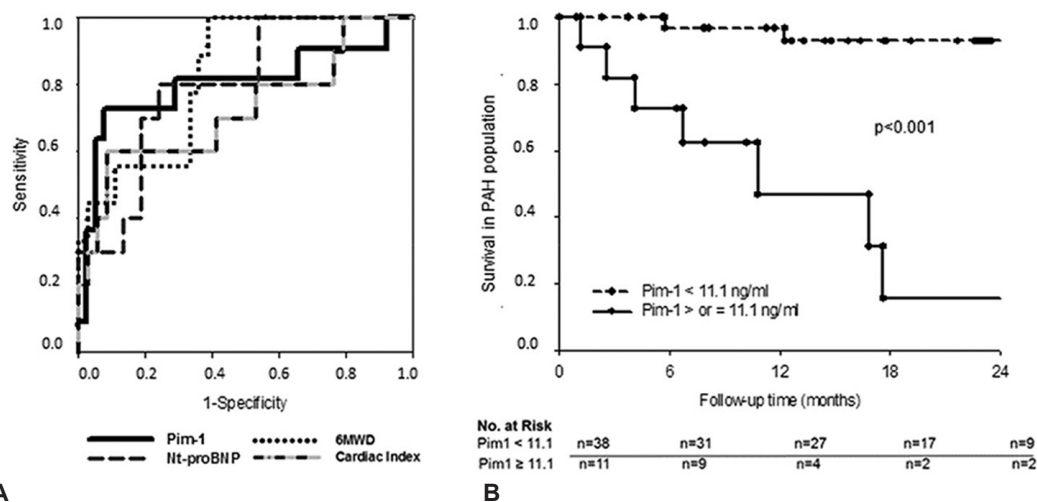 1.0
0.8
0.6
0.4
0.2
0.0
Sensitivity
0.0 0.2 0.4 0.6 0.8 1.0
1-Specificity
Pim-1
6MWD
Nt-proBNP
Cardiac Index
A
1.0
0.8
0.6
0.4
0.2
0.0
Survival in PAH population
p<0.001
Pim-1 < 11.1 ng/ml
Pim-1 > or = 11.1 ng/ml
0 6 12 18 24
Follow-up time (months)
No. at Risk
Pim1 < 11.1 n=38 n=31 n=27 n=17 n=9
Pim1 ≥ 11.1 n=11 n=9 n=4 n=2 n=2
B